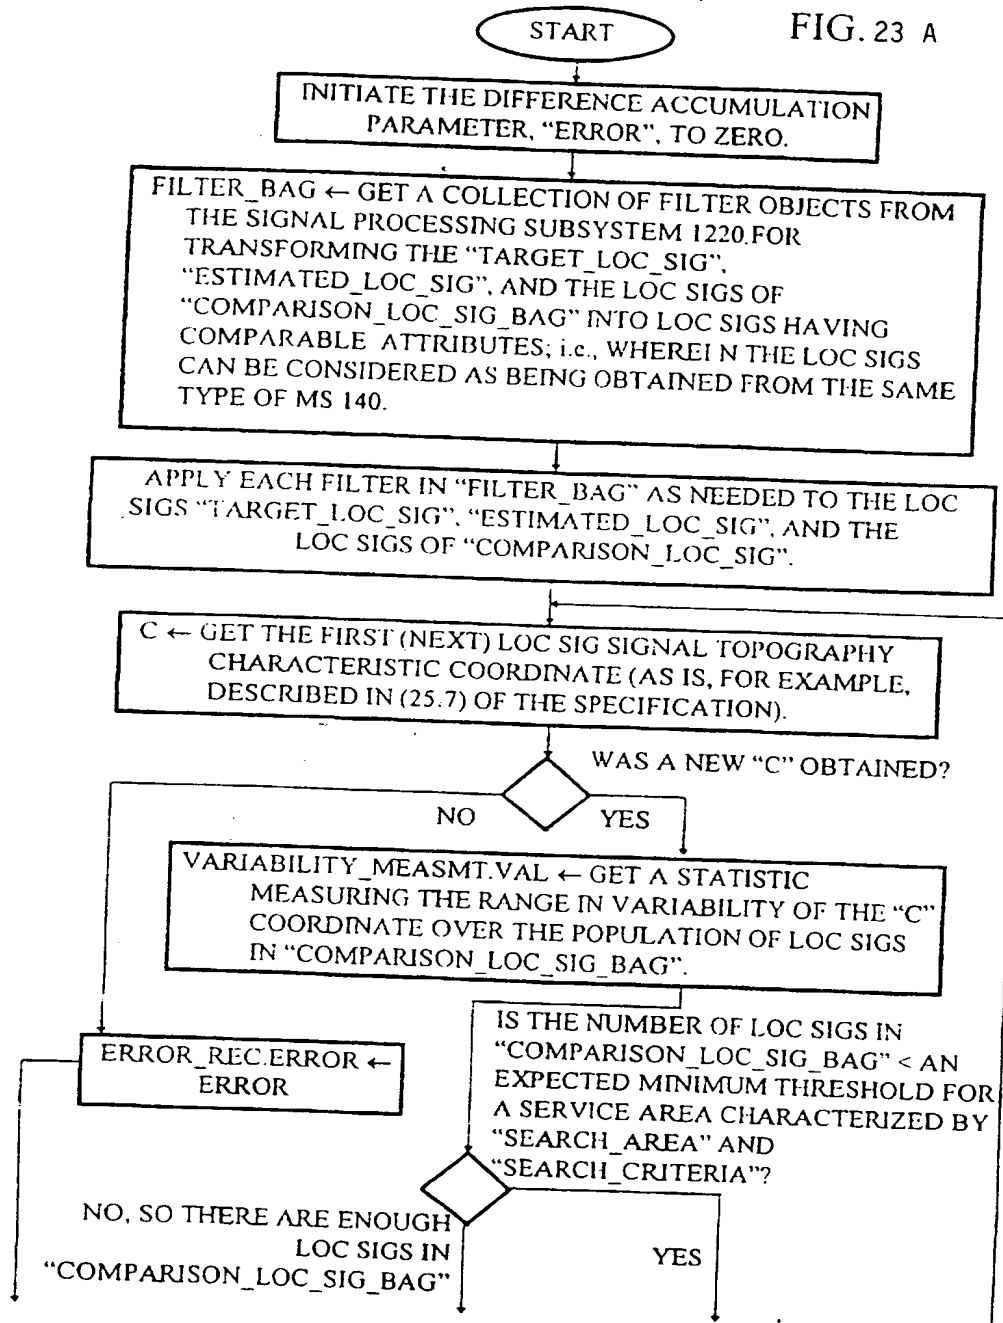 START
FIG. 23 A
INITIATE THE DIFFERENCE ACCUMULATION
PARAMETER, "ERROR", TO ZERO.
FILTER_BAG ← GET A COLLECTION OF FILTER OBJECTS FROM
THE SIGNAL PROCESSING SUBSYSTEM 1220.FOR
TRANSFORMING THE "TARGET_LOC_SIG",
"ESTIMATED_LOC_SIG", AND THE LOC SIGS OF
"COMPARISON_LOC_SIG_BAG" INTO LOC SIGS HAVING
COMPARABLE ATTRIBUTES; i.e., WHEREI N THE LOC SIGS
CAN BE CONSIDERED AS BEING OBTAINED FROM THE SAME
TYPE OF MS 140.
APPLY EACH FILTER IN "FILTER_BAG" AS NEEDED TO THE LOC
SIGS "TARGET_LOC_SIG", "ESTIMATED_LOC_SIG", AND THE
LOC SIGS OF "COMPARISON_LOC_SIG".
C ← GET THE FIRST (NEXT) LOC SIG SIGNAL TOPOGRAPHY
CHARACTERISTIC COORDINATE (AS IS, FOR EXAMPLE,
DESCRIBED IN (25.7) OF THE SPECIFICATION).
WAS A NEW "C" OBTAINED?
NO
YES
VARIABILITY_MEASMT.VAL ← GET A STATISTIC
MEASURING THE RANGE IN VARIABILITY OF THE "C"
COORDINATE OVER THE POPULATION OF LOC SIGS
IN "COMPARISON_LOC_SIG_BAG".
ERROR_REC.ERROR ←
ERROR
IS THE NUMBER OF LOC SIGS IN
"COMPARISON_LOC_SIG_BAG" < AN
EXPECTED MINIMUM THRESHOLD FOR
A SERVICE AREA CHARACTERIZED BY
"SEARCH_AREA" AND
"SEARCH_CRITERIA"?
NO, SO THERE ARE ENOUGH
LOC SIGS IN
"COMPARISON_LOC_SIG_BAG"
YES